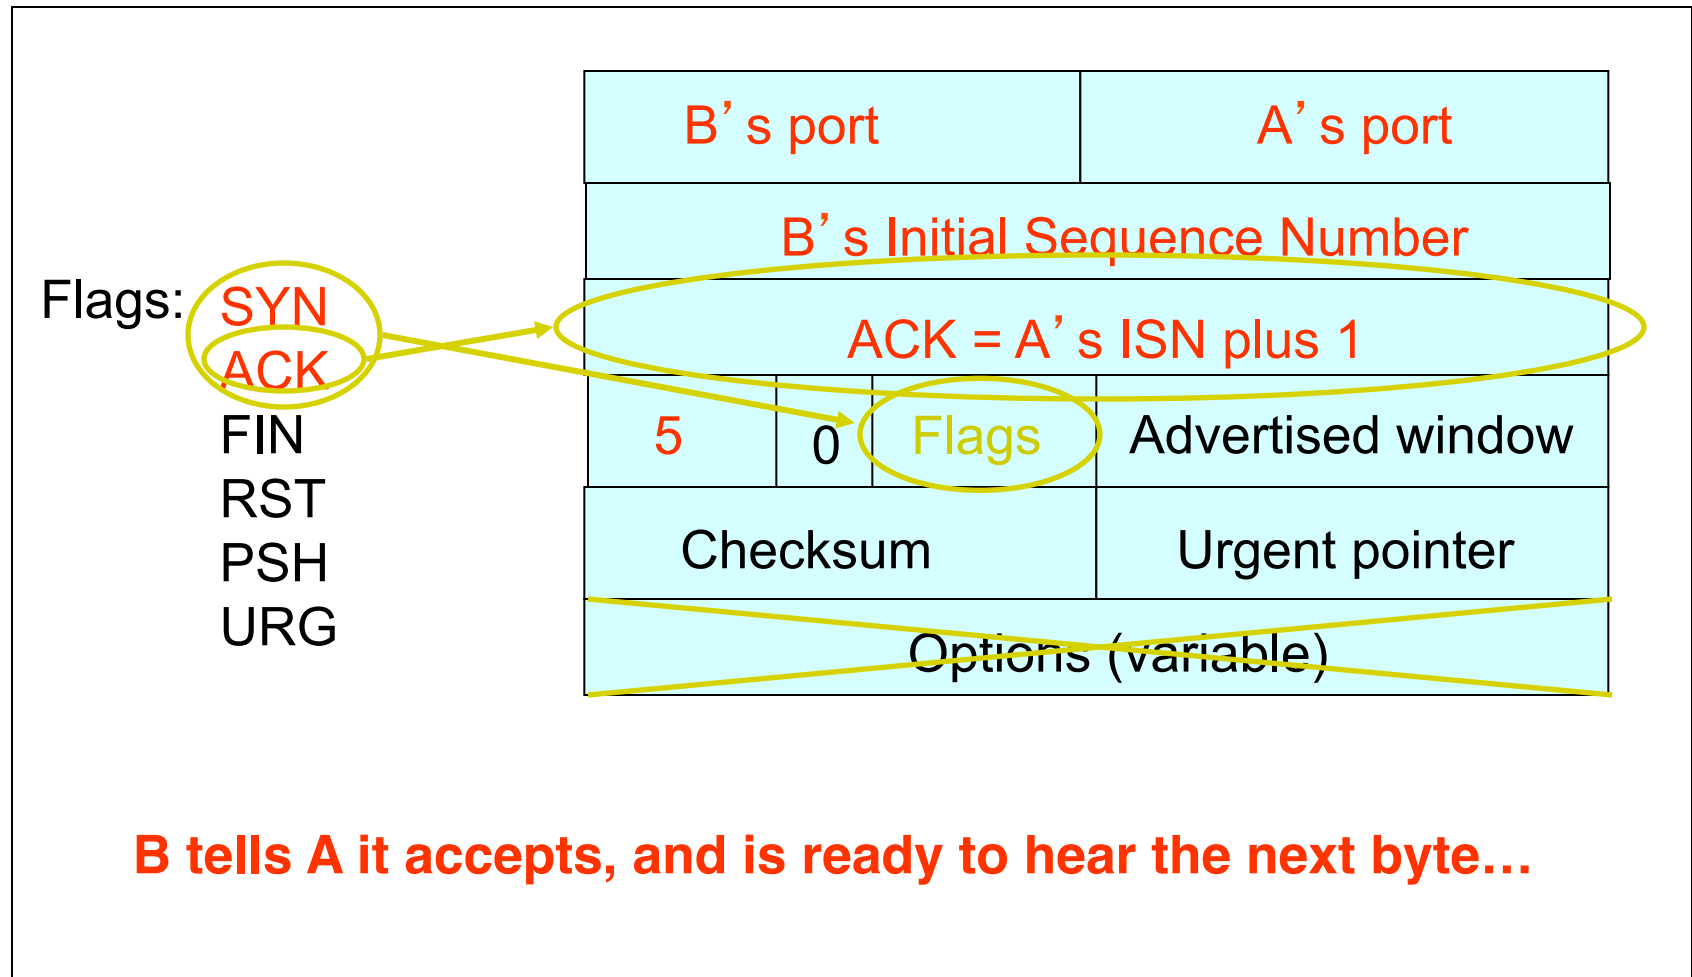 B’s port
A’s port
B’s Initial Sequence Number
Flags:
SYN
ACK
FIN
RST
PSH
URG
ACK = A’s ISN plus 1
5
0
Flags
Advertised window
Checksum
Urgent pointer
Options (variable)
B tells A it accepts, and is ready to hear the next byte…